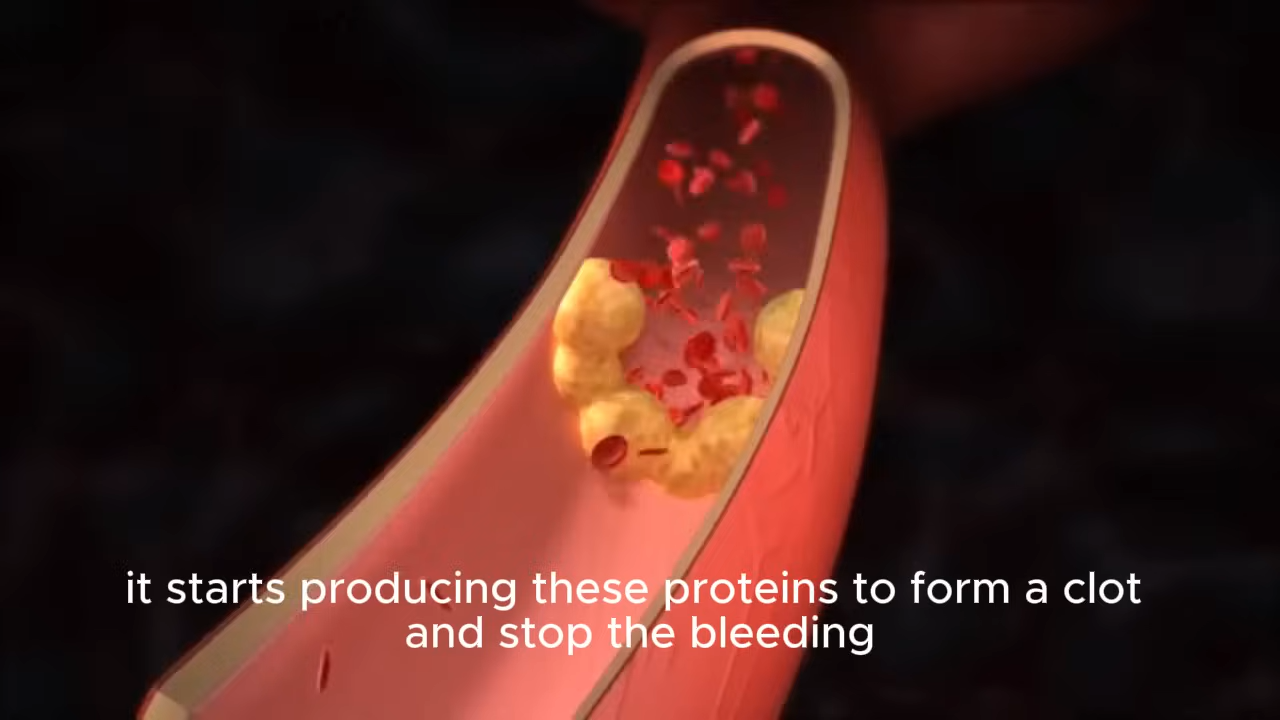 it starts producing these proteins to form a clot
and stop the bleeding